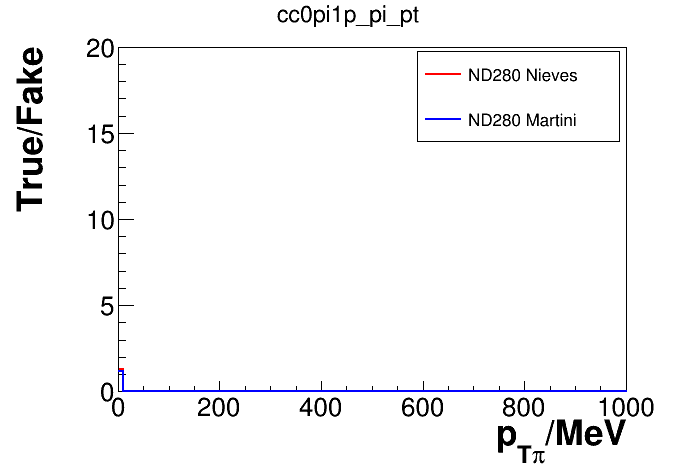 cc0pi1p_pi_pt
True/Fake
20
15
10
5
0
ND280 Nieves
ND280 Martini
0 200 400 600 800 1000
pTπ/MeV